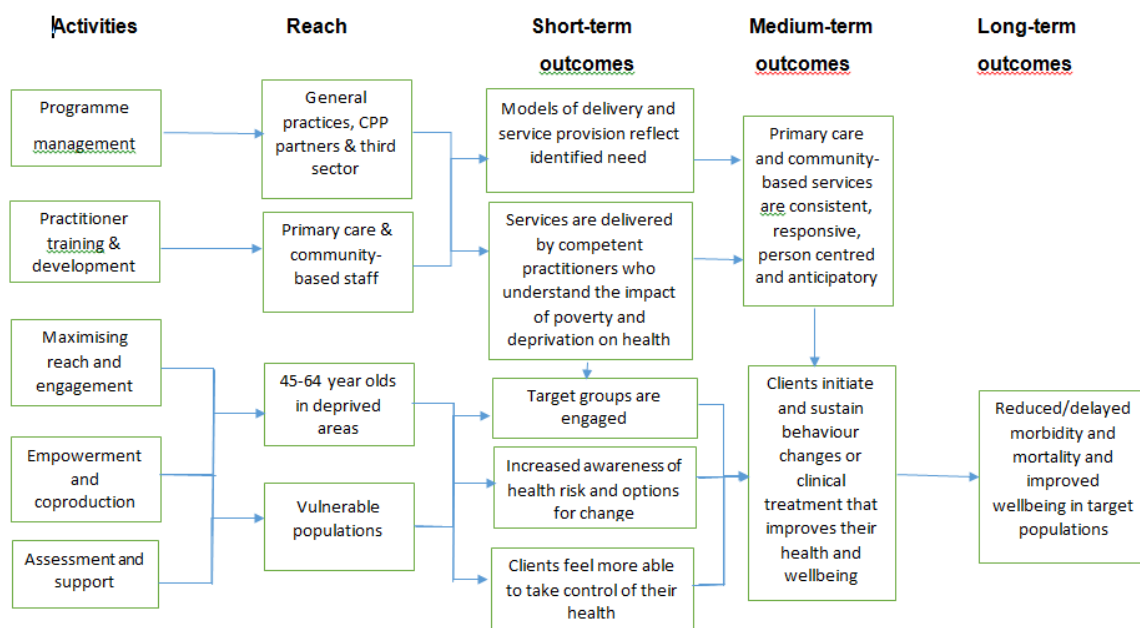 Activities
Reach
Short-term
outcomes
Medium-term
outcomes
Long-term
outcomes
Programme
management
General
practices, CPP
partners & third
sector
Models of delivery and
service provision reflect
identified need
Primary care
and community-
based services
are consistent,
responsive,
person centred
and anticipatory
Practitioner
training &
development
Primary care &
community-
based staff
Services are delivered
by competent
practitioners who
understand the impact
of poverty and
deprivation on health
Maximising
reach and
engagement
45-64 year olds
in deprived
areas
Target groups are
engaged
Clients initiate
and sustain
behaviour
changes or
clinical
treatment that
improves their
health and
wellbeing
Reduced/delayed
morbidity and
mortality and
improved
wellbeing in target
populations
Empowerment
and
coproduction
Vulnerable
populations
Increased awareness of
health risk and options
for change
Assessment and
support
Clients feel more able
to take control of their
health